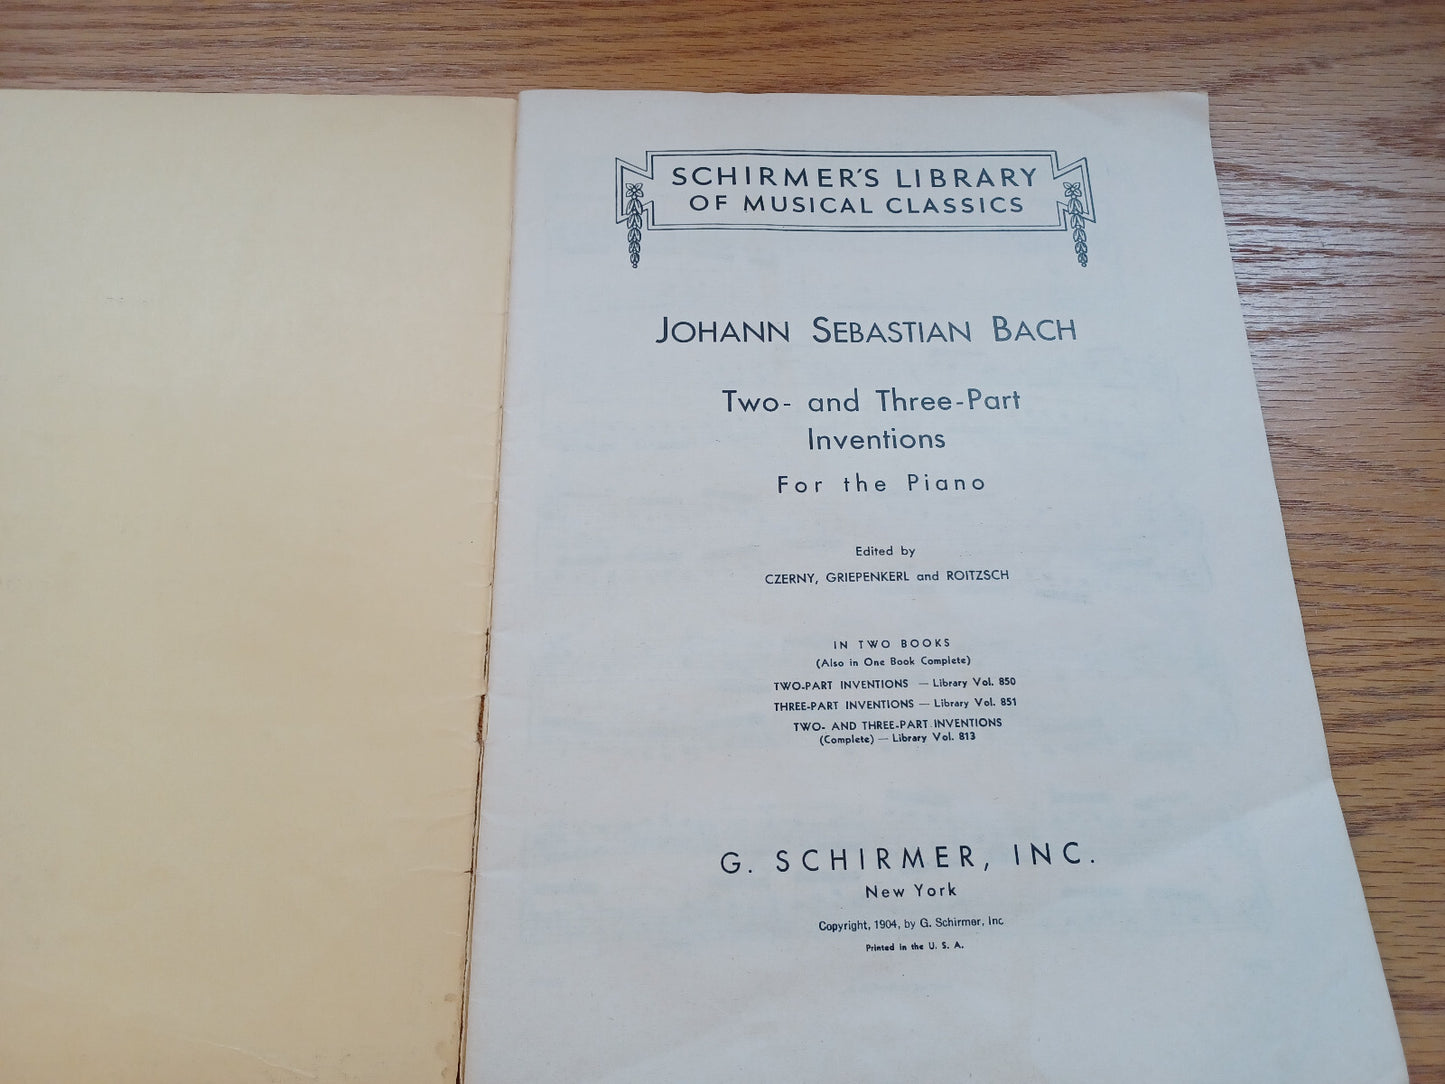 SCHIRMER'S LIBRARY
OF MUSICAL CLASSICS
JOHANN SEBASTIAN BACH
Two- and Three-Part
Inventions
For the Piano
Edited by
CZERNY, GRIEPENKERL and ROITZSCH
IN TWO BOOKS
(Also in One Book Complete)
TWO-PART INVENTIONS — Library Vol. 850
THREE-PART INVENTIONS — Library Vol. 851
TWO- AND THREE-PART INVENTIONS
(Complete) — Library Vol. 813
G. SCHIRMER, INC.
New York
Copyright, 1904, by G. Schirmer, Inc
Printed in the U. S. A.